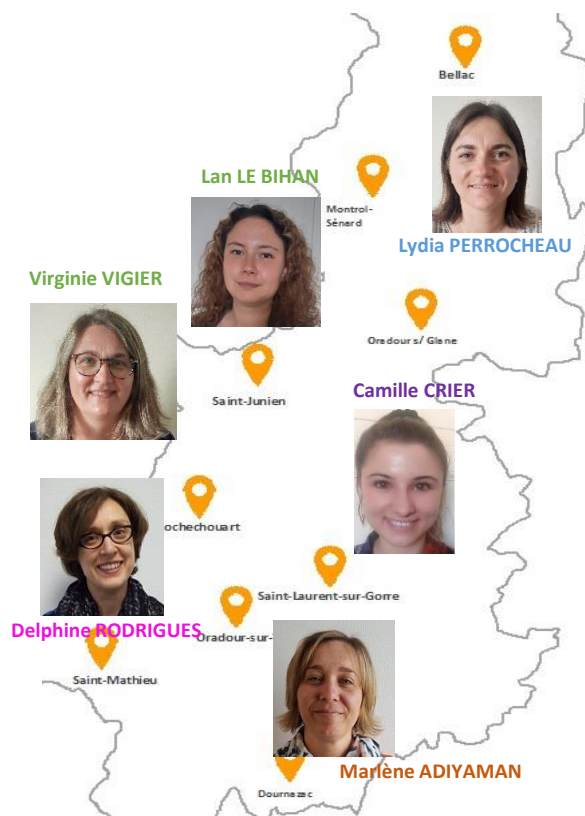 Bellac
Lan LE BIHAN
Montrol-
Sénard
Lydia PERROCHEAU
Virginie VIGIER
Oradour s/ Glane
Saint-Junien
Camille CRIER
ochechouart
Saint-Laurent-sur-Gorre
Delphine RODRIGUES
Oradour-sur-
Saint-Mathieu
Marlène ADIYAMAN
Dournazac